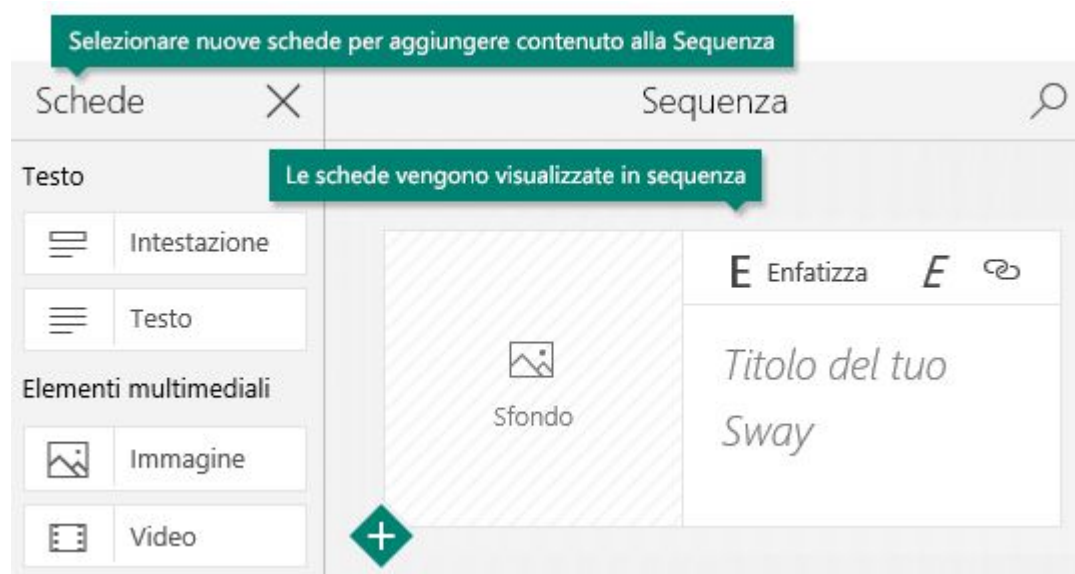 Selezionare nuove schede per aggiungere contenuto alla Sequenza
Schede
Sequenza
Testo
Le schede vengono visualizzate in sequenza
Intestazione
E Enfatizza E
Testo
Titolo del tuo
Sway
Sfondo
Elementi multimediali
Immagine
Video